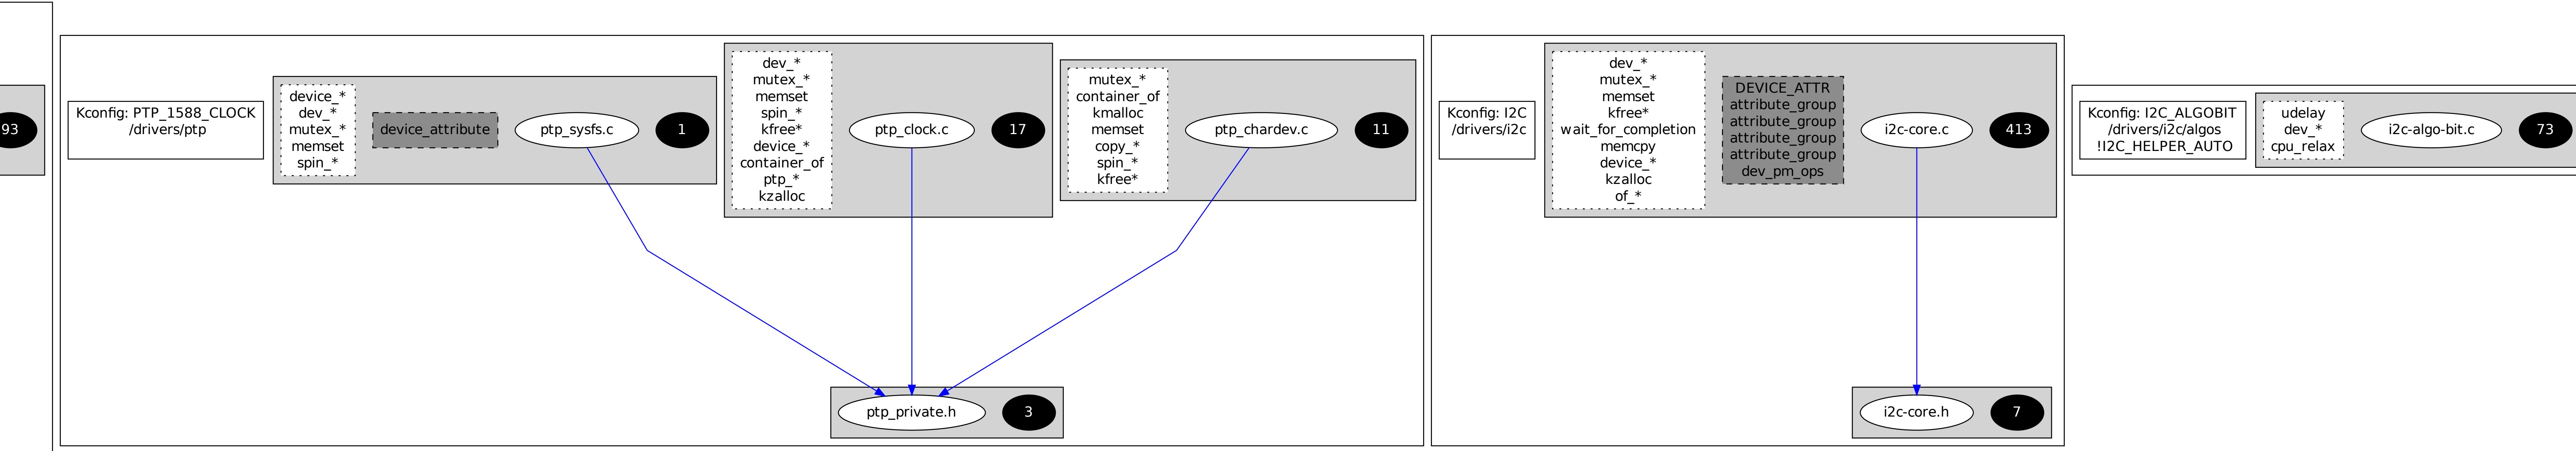 93
Kconfig: PTP_1588_CLOCK
/drivers/ptp
device_*
dev_*
mutex_*
memset
spin_*
device_attribute
ptp_sysfs.c
1
dev_*
mutex_*
memset
spin_*
kfree*
device_*
container_of
ptp_*
kzalloc
ptp_clock.c
17
mutex_*
container_of
kmalloc
memset
copy_*
spin_*
kfree*
ptp_chardev.c
11
ptp_private.h
3
Kconfig: I2C
/drivers/i2c
dev_*
mutex_*
memset
kfree*
wait_for_completion
memcpy
device_*
kzalloc
of_*
DEVICE_ATTR
attribute_group
attribute_group
attribute_group
attribute_group
dev_pm_ops
i2c-core.c
413
i2c-core.h
7
Kconfig: I2C_ALGOBIT
/drivers/i2c/algos
!I2C_HELPER_AUTO
udelay
dev_*
cpu_relax
i2c-algo-bit.c
73